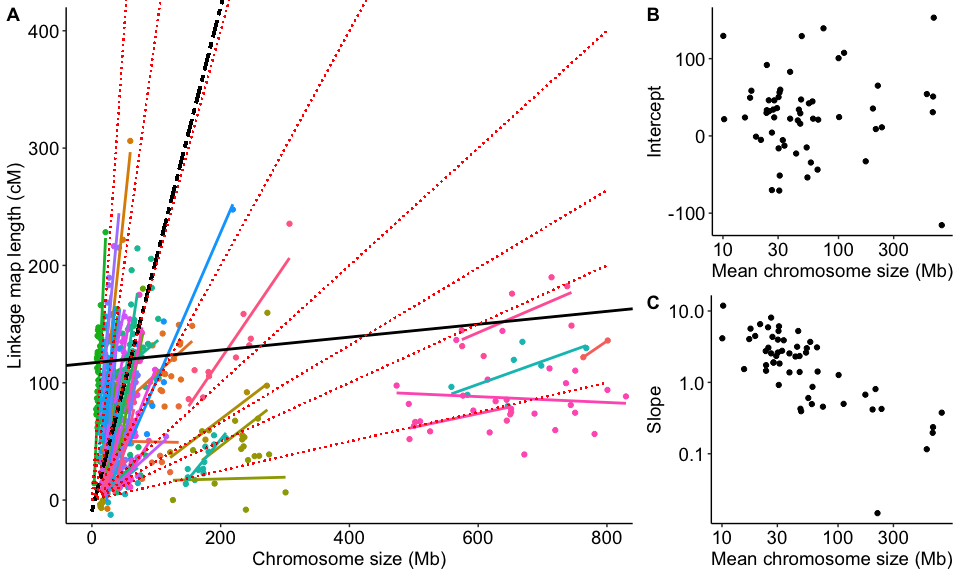 A
Linkage map length (cM)
400
300
200
100
0
0 200 400 600 800
Chromosome size (Mb)
B
Intercept
100
0
-100
10 30 100 300
Mean chromosome size (Mb)
C
Slope
10.0
1.0
0.1
10 30 100 300
Mean chromosome size (Mb)